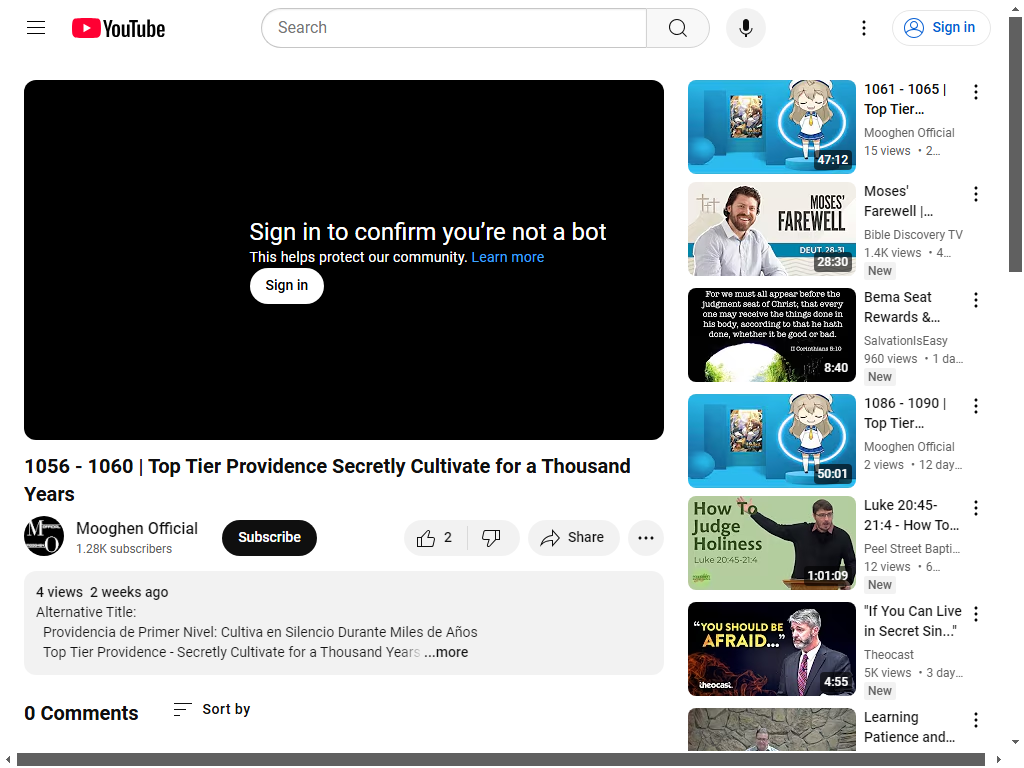 YouTube
Search
Sign in
Sign in to confirm you’re not a bot
This helps protect our community. Learn more
Sign in
1056 - 1060 | Top Tier Providence Secretly Cultivate for a Thousand
Years
Mooghen Official
1.28K subscribers
Subscribe
2
Share
4 views 2 weeks ago
Alternative Title:
Providencia de Primer Nivel: Cultiva en Silencio Durante Miles de Años
Top Tier Providence - Secretly Cultivate for a Thousand Years ...more
0 Comments
Sort by
47:12
1061 - 1065 |
Top Tier…
Mooghen Official
15 views • 2…
MOSES'
FAREWELL
DEUT. 28-31
28:30
Moses'
Farewell |…
Bible Discovery TV
1.4K views • 4…
New
For we must all appear before the
judgment seat of Christ; that every
one may receive the things done in
his body, according to that he hath
done, whether it be good or bad.
II Corinthians 5:10
8:40
Bema Seat
Rewards &…
SalvationIsEasy
960 views • 1 da…
New
50:01
1086 - 1090 |
Top Tier…
Mooghen Official
2 views • 12 day…
How To
Judge
Holiness
Luke 20:45-21:4
1:01:09
Luke 20:45-
21:4 - How To…
Peel Street Bapti…
12 views • 6…
New
“YOU SHOULD BE
AFRAID...”
theocast.
4:55
"If You Can Live
in Secret Sin..."
Theocast
5K views • 3 day…
New
Learning
Patience and…